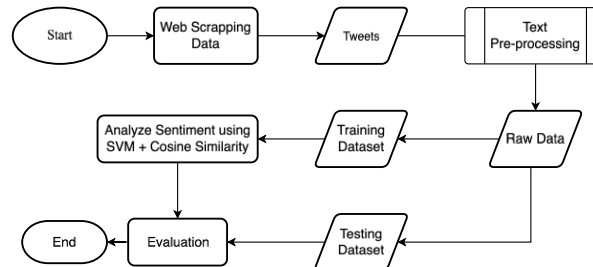 Start
Web Scrapping
Data
Tweets
Text
Pre-processing
Analyze Sentiment using
SVM + Cosine Similarity
Training
Dataset
Raw Data
End
Evaluation
Testing
Dataset